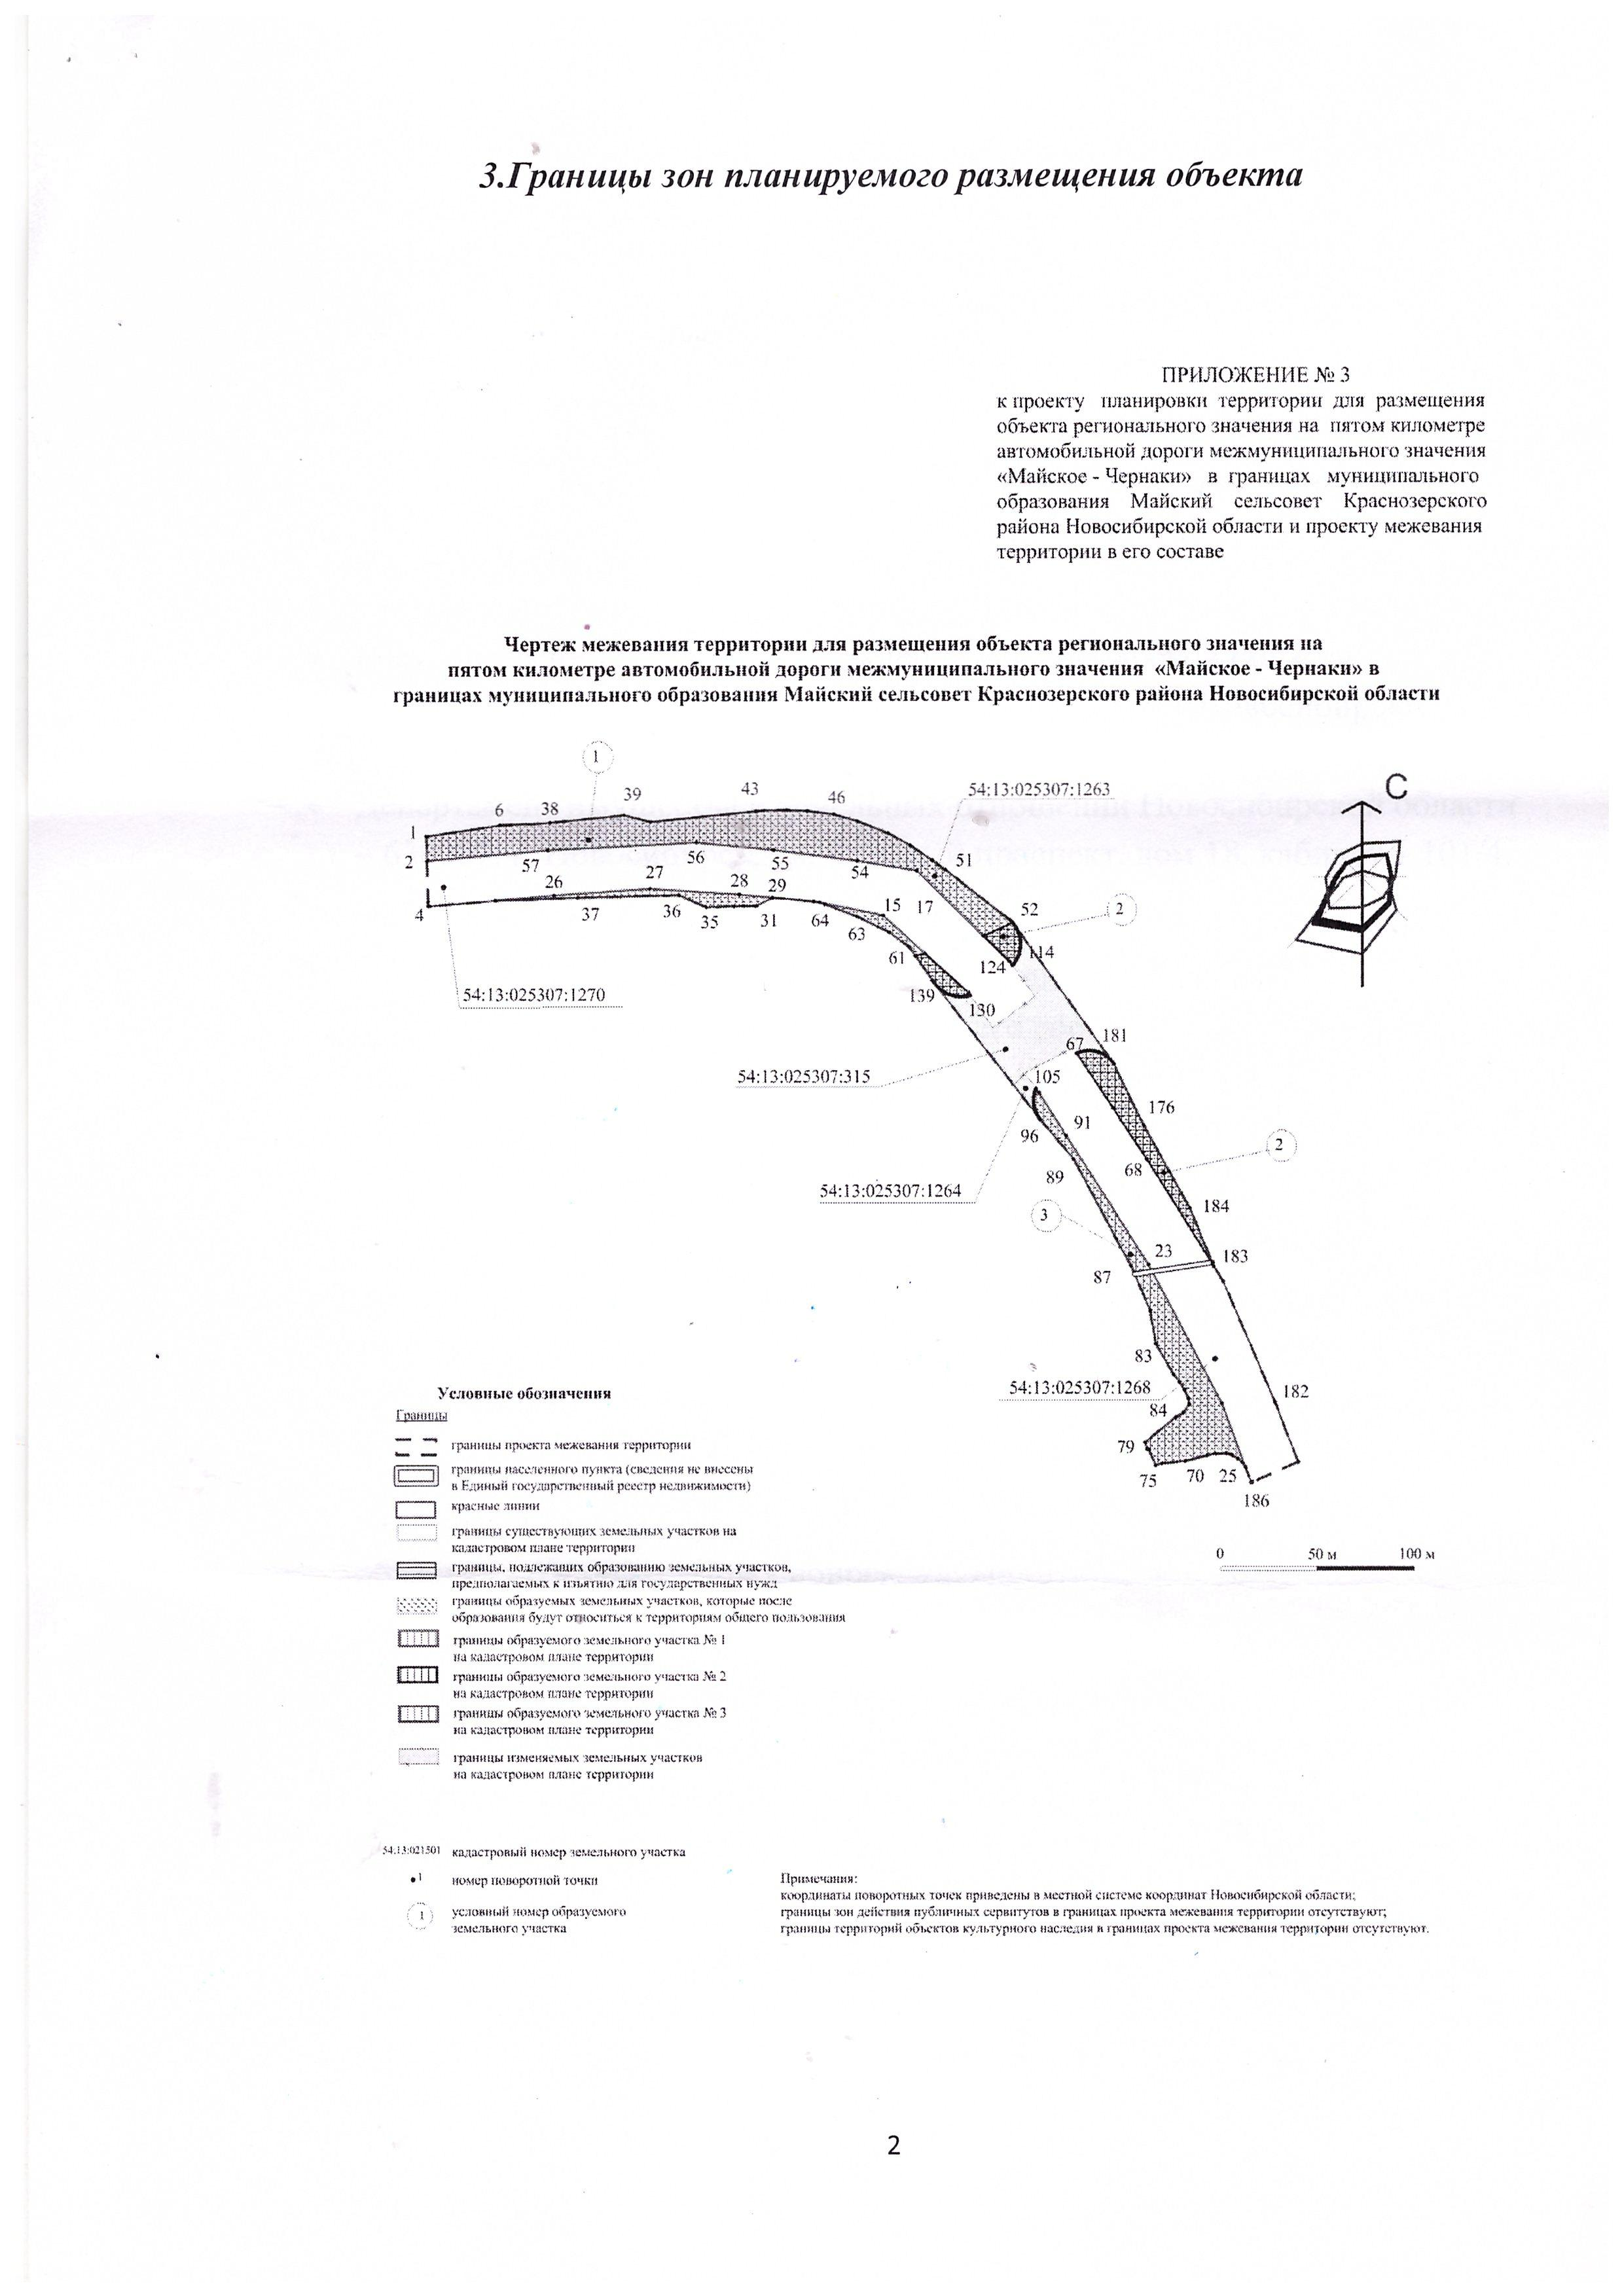 3.Границы зон планируемого размещения объекта
ПРИЛОЖЕНИЕ № 3
к проекту планировки территории для размещения
объекта регионального значения на пятом километре
автомобильной дороги межмуниципального значения
«Майское - Чернаки» в границах муниципального
образования Майский сельсовет Краснозерского
района Новосибирской области и проекту межевания
территории в его составе
Чертеж межевания территории для размещения объекта регионального значения на
пятом километре автомобильной дороги межмуниципального значения «Майское - Чернаки» в
границах муниципального образования Майский сельсовет Краснозерского района Новосибирской области
1
С
54:13:025307:1263
6 38 39 43 46
1
2
57 56 55 54 51
26 27 28 29
4 37 36 35 31 64 63
15 17 52 2
61 124 114
139 130
54:13:025307:1270
67 181
54:13:025307:315
105
176
96 91
2
89 68
54:13:025307:1264
184
3
23 183
87
83
54:13:025307:1268
182
84
79
75 70 25
186
0 50 м 100 м
Условные обозначения
Границы
границы проекта межевания территории
границы населенного пункта (сведения не внесены
в Единый государственный реестр недвижимости)
красные линии
границы существующих земельных участков на
кадастровом плане территории
границы, подлежащих образованию земельных участков,
предполагаемых к изъятию для государственных нужд
границы образуемых земельных участков, которые после
образования будут относиться к территориям общего пользования
границы образуемого земельного участка № 1
на кадастровом плане территории
границы образуемого земельного участка № 2
на кадастровом плане территории
границы образуемого земельного участка № 3
на кадастровом плане территории
границы изменяемых земельных участков
на кадастровом плане территории
54:13:021501 кадастровый номер земельного участка
1 номер поворотной точки
1 условный номер образуемого
земельного участка
Примечания:
координаты поворотных точек приведены в местной системе координат Новосибирской области;
границы зон действия публичных сервитутов в границах проекта межевания территории отсутствуют;
границы территорий объектов культурного наследия в границах проекта межевания территории отсутствуют.
2